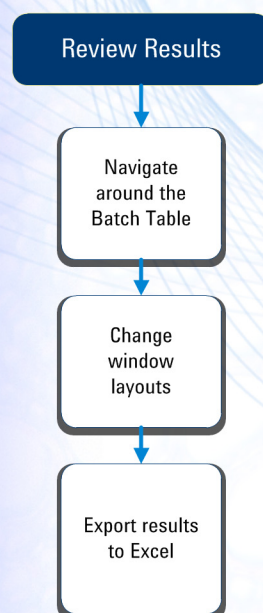 Review Results
Navigate
around the
Batch Table
Change
window
layouts
Export results
to Excel